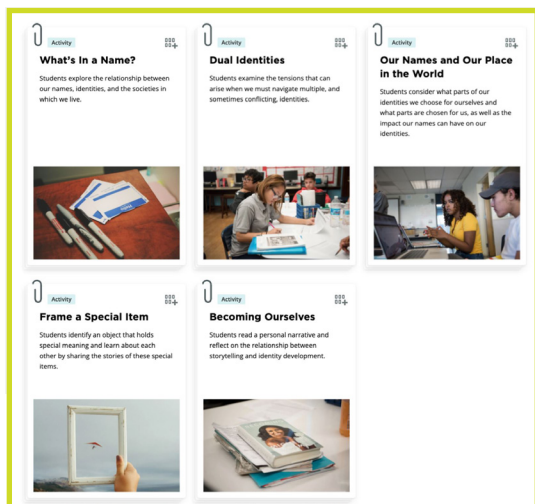 Activity
What's In a Name?
Students explore the relationship between
our names, identities, and the societies in
which we live.
Activity
Dual Identities
Students examine the tensions that can
arise when we must navigate multiple, and
sometimes conflicting, identities.
Activity
Our Names and Our Place
in the World
Students consider what parts of our
identities we choose for ourselves and
what parts are chosen for us, as well as the
impact our names can have on our
identities.
Activity
Frame a Special Item
Students identify an object that holds
special meaning and learn about each
other by sharing the stories of these special
items.
Activity
Becoming Ourselves
Students read a personal narrative and
reflect on the relationship between
storytelling and identity development.